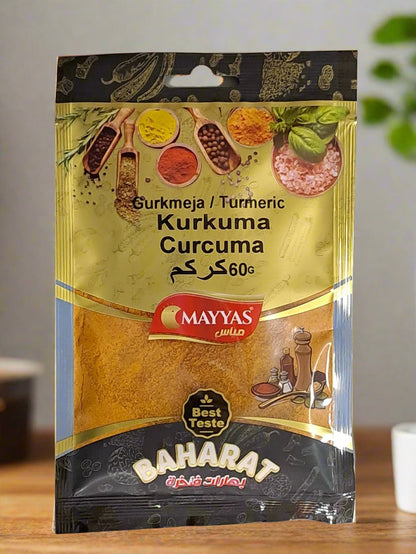 Gurkmeja / Turmeric
Kurkuma
Curcuma
كركم 60G
MAYYAS®
مياس
Best
Teste
BAHARAT
بهارات فاخرة